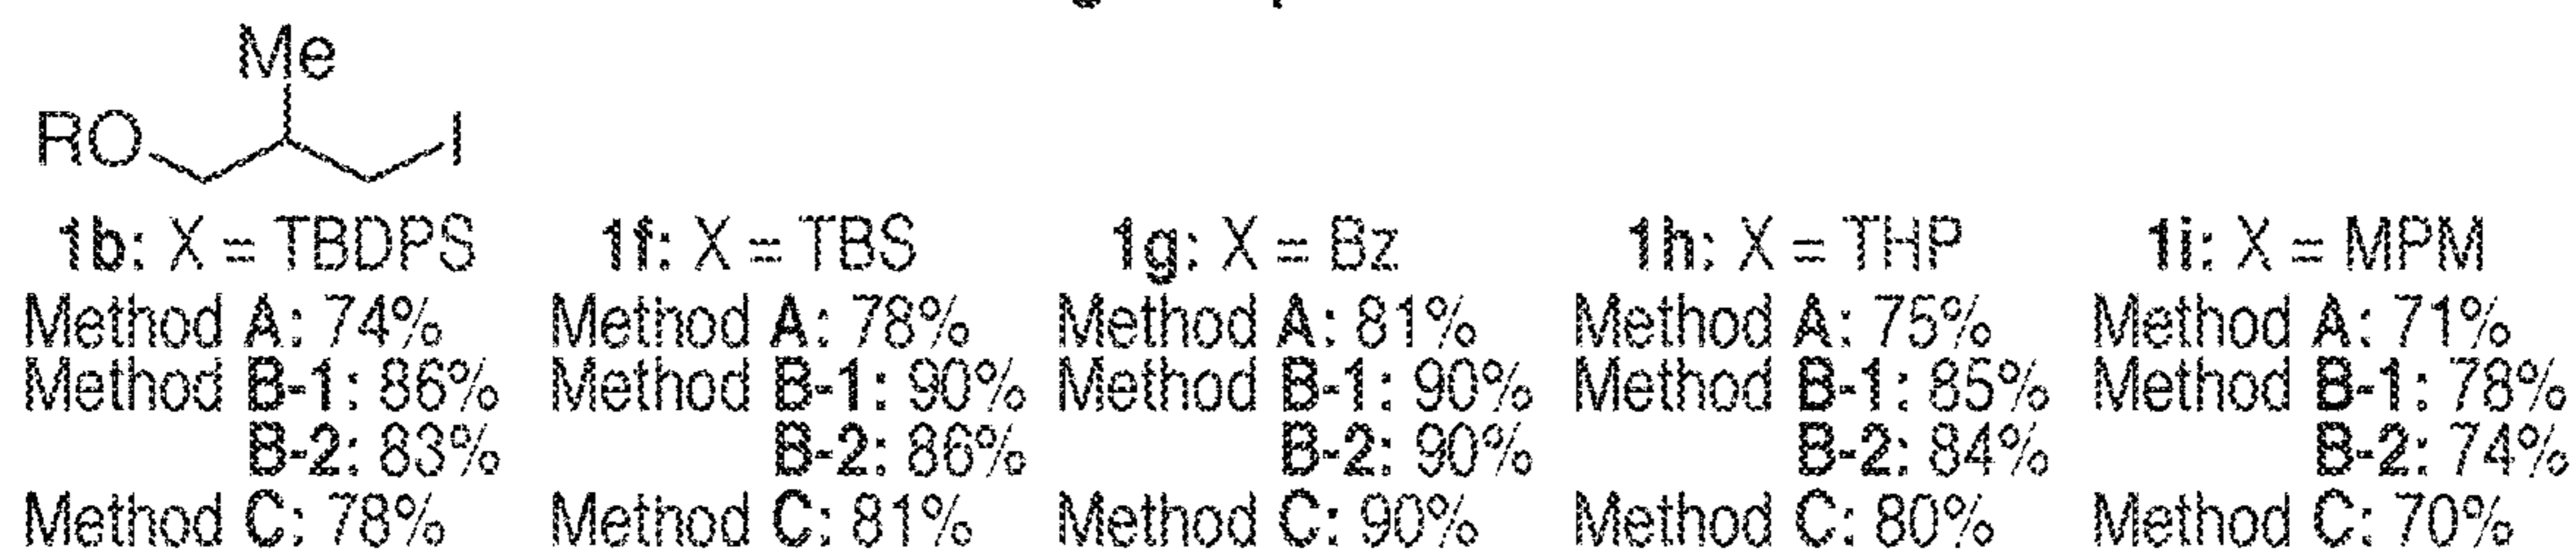 Me
RO
I
1b: X = TBDPS 1f: X = TBS 1g: X = Bz 1h: X = THP 1i: X = MPM
Method A: 74% Method A: 78% Method A: 81% Method A: 75% Method A: 71%
Method B-1: 86% Method B-1: 90% Method B-1: 90% Method B-1: 85% Method B-1: 78%
B-2: 83% B-2: 86% B-2: 90% B-2: 84% B-2: 74%
Method C: 78% Method C: 81% Method C: 90% Method C: 80% Method C: 70%